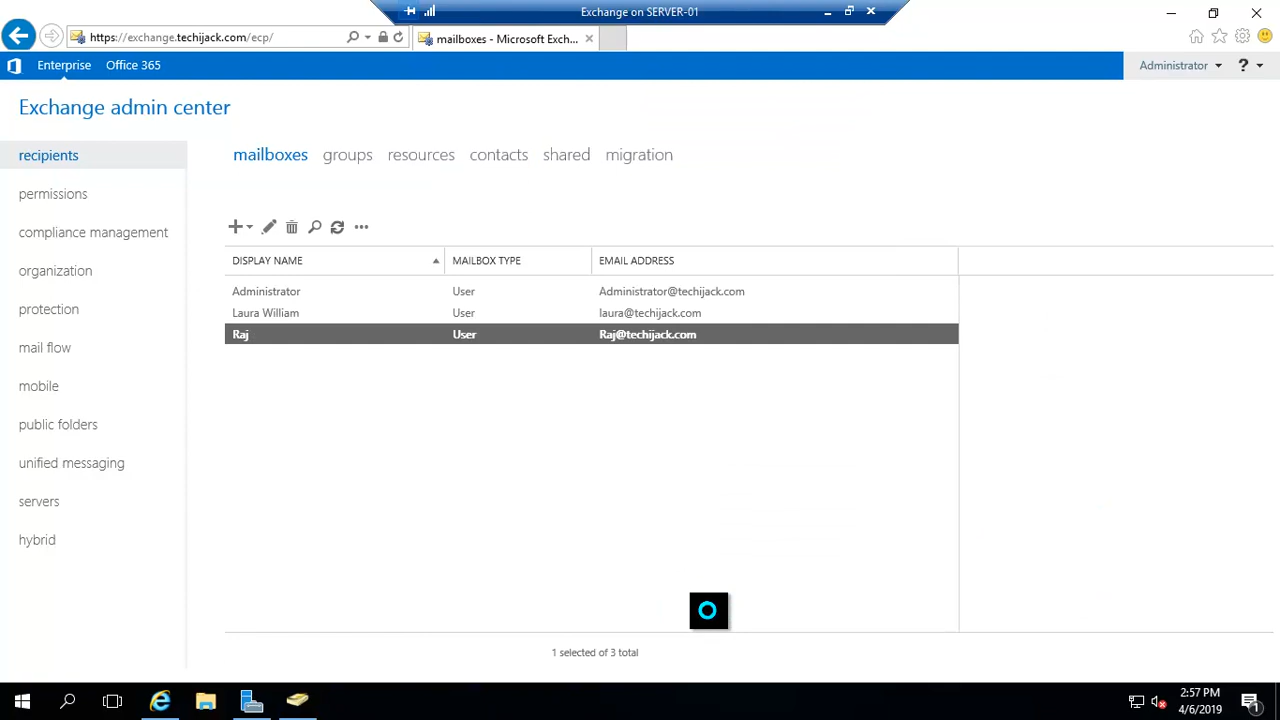 Exchange on SERVER-01
https://exchange.techijack.com/ecp/
mailboxes - Microsoft Exch...
Enterprise Office 365
Administrator ?
Exchange admin center
recipients
permissions
compliance management
organization
protection
mail flow
mobile
public folders
unified messaging
servers
hybrid
mailboxes groups resources contacts shared migration
DISPLAY NAME MAILBOX TYPE EMAIL ADDRESS
Administrator User Administrator@techijack.com
Laura William User laura@techijack.com
Raj User Raj@techijack.com
1 selected of 3 total
2:57 PM
4/6/2019
1